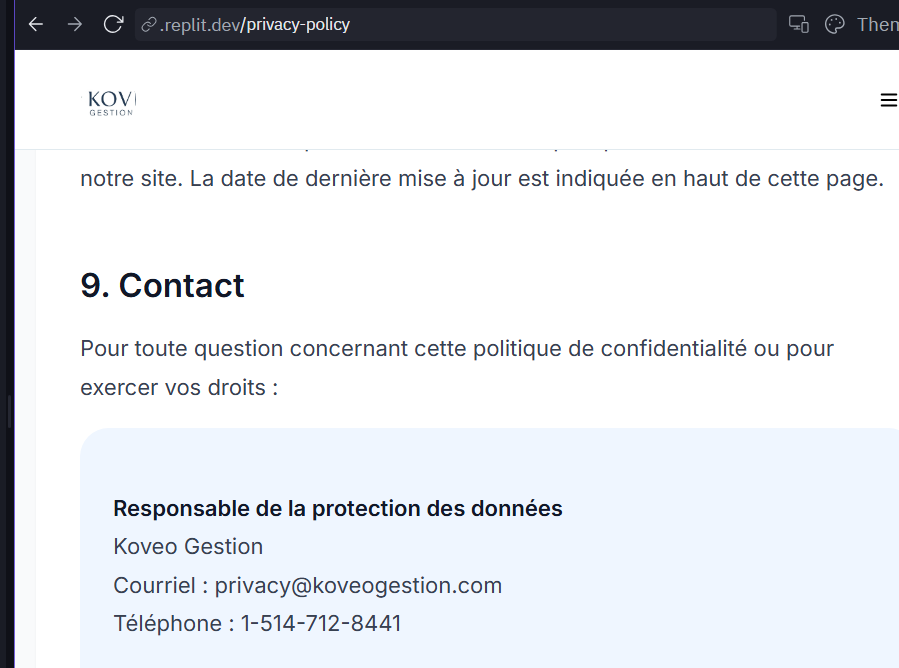 .replit.dev/privacy-policy
Them
KOV
GESTION
notre site. La date de dernière mise à jour est indiquée en haut de cette page.
9. Contact
Pour toute question concernant cette politique de confidentialité ou pour
exercer vos droits :
Responsable de la protection des données
Koveo Gestion
Courriel : privacy@koveogestion.com
Téléphone : 1-514-712-8441